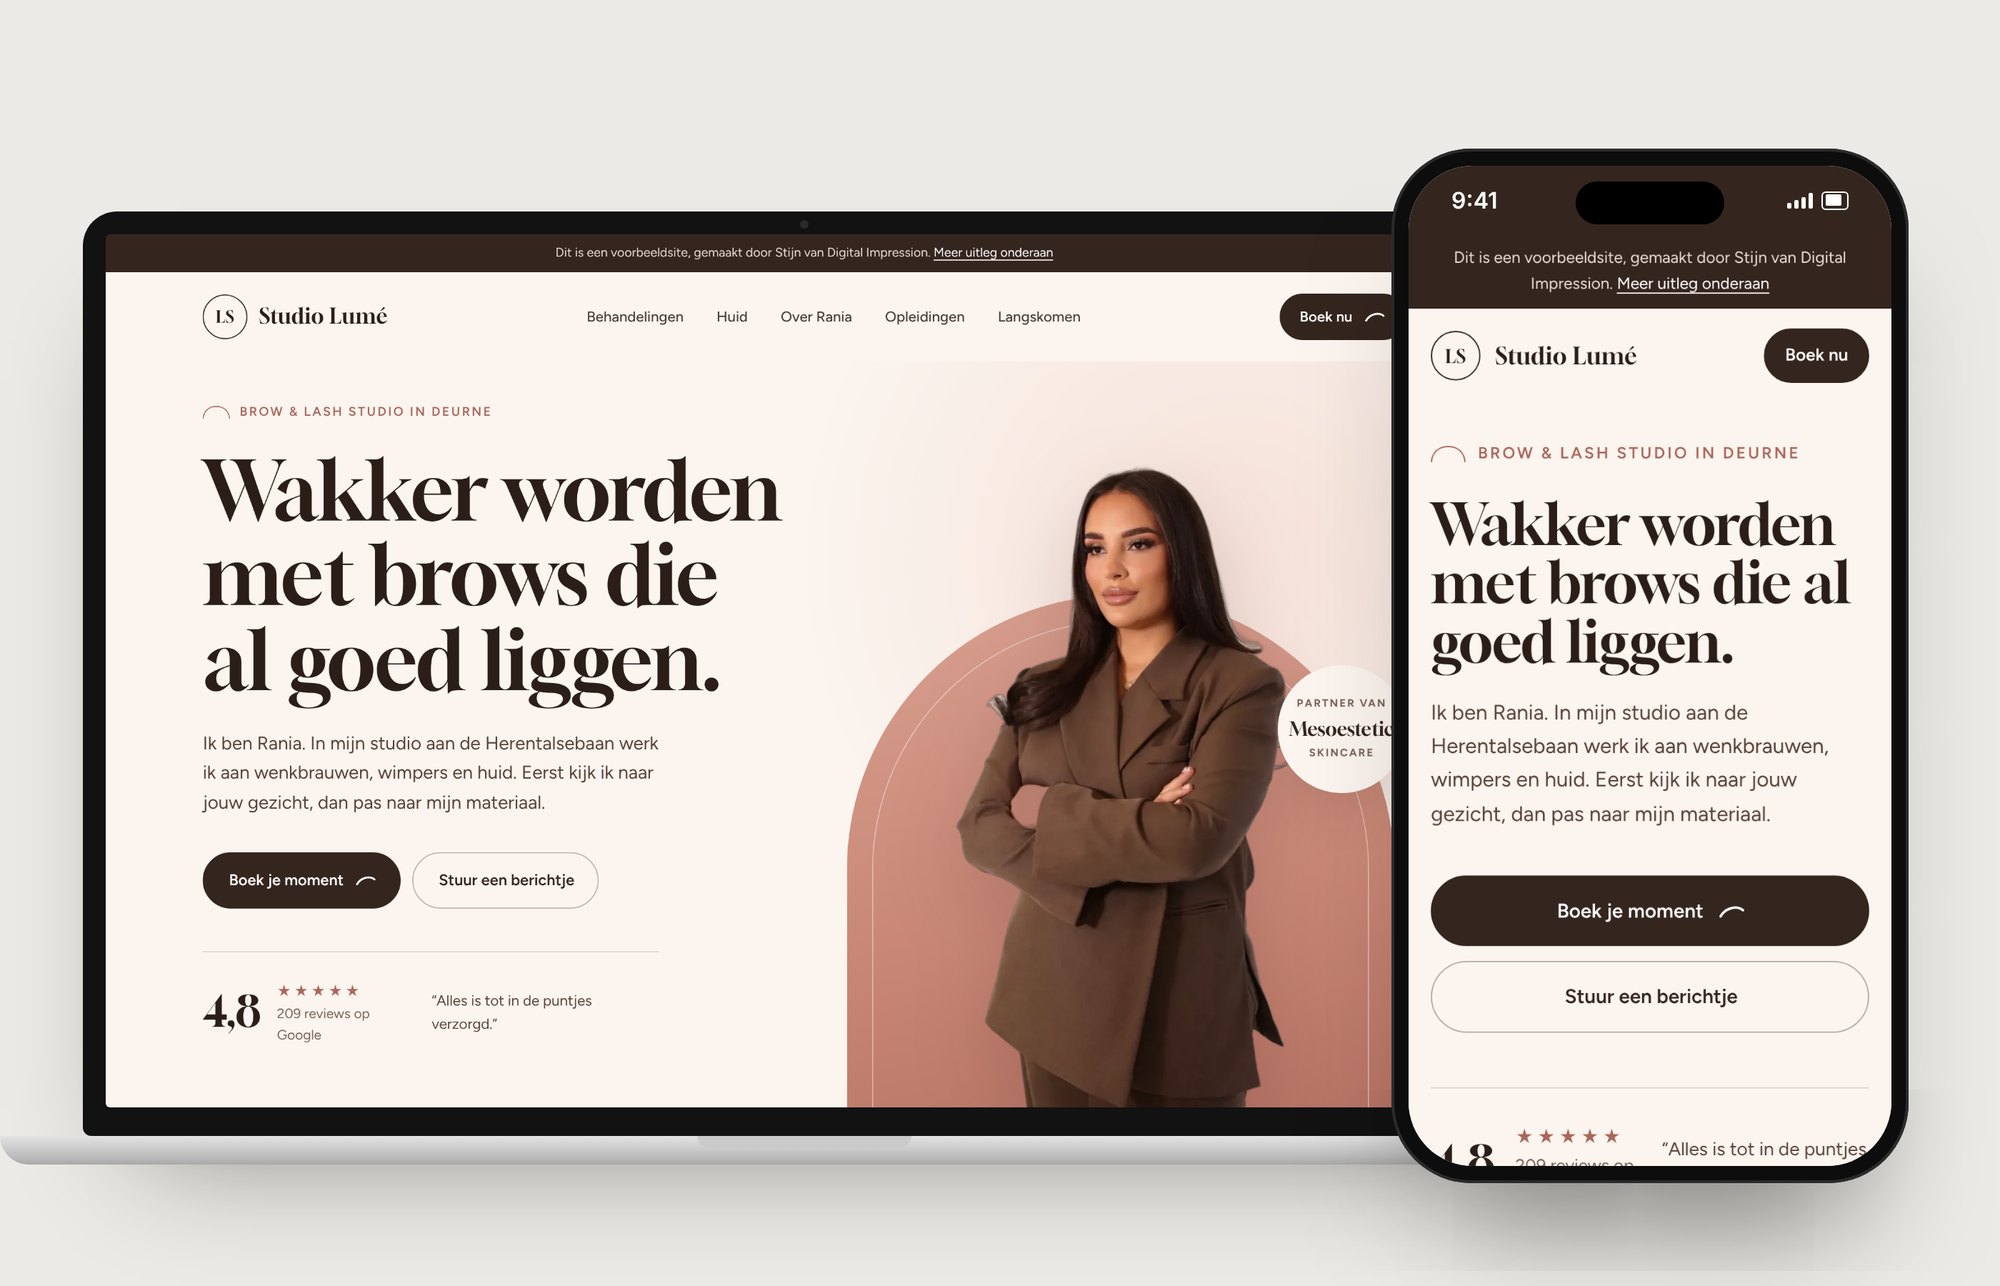 Dit is een voorbeeldsite, gemaakt door Stijn van Digital Impression. Meer uitleg onderaan
LS Studio Lumé
Behandelingen Huid Over Rania Opleidingen Langskomen
Boek nu
BROW & LASH STUDIO IN DEURNE
Wakker worden
met brows die
al goed liggen.
Ik ben Rania. In mijn studio aan de Herentalsebaan werk
ik aan wenkbrauwen, wimpers en huid. Eerst kijk ik naar
jouw gezicht, dan pas naar mijn materiaal.
Boek je moment
Stuur een berichtje
4,8
★★★★★
209 reviews op
Google
“Alles is tot in de puntjes
verzorgd.”
PARTNER VAN
Mesoestetic
SKINCARE
9:41
Dit is een voorbeeldsite, gemaakt door Stijn van Digital
Impression. Meer uitleg onderaan
LS Studio Lumé
Boek nu
BROW & LASH STUDIO IN DEURNE
Wakker worden
met brows die al
goed liggen.
Ik ben Rania. In mijn studio aan de
Herentalsebaan werk ik aan wenkbrauwen,
wimpers en huid. Eerst kijk ik naar jouw
gezicht, dan pas naar mijn materiaal.
Boek je moment
Stuur een berichtje
4,8
★★★★★
209 reviews op
“Alles is tot in de puntjes